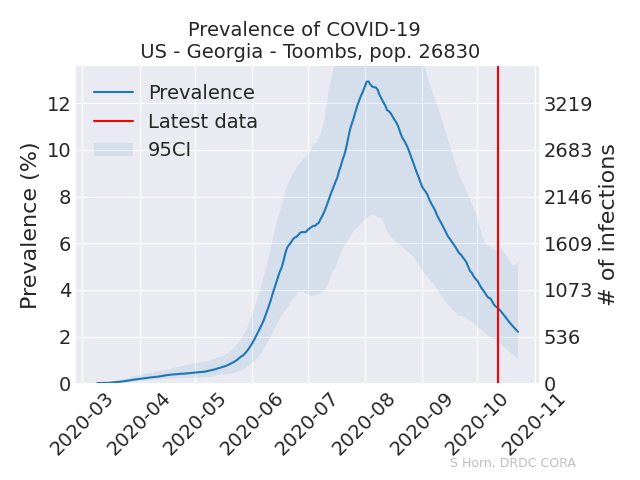 Prevalence of COVID-19
US - Georgia - Toombs, pop. 26830
Prevalence
Latest data
95CI
Prevalence (%)
12
10
8
6
4
2
0
3219
2683
2146
1609
1073
536
0
# of infections
2020-03
2020-04
2020-05
2020-06
2020-07
2020-08
2020-09
2020-10
2020-11
S Horn, DRDC CORA